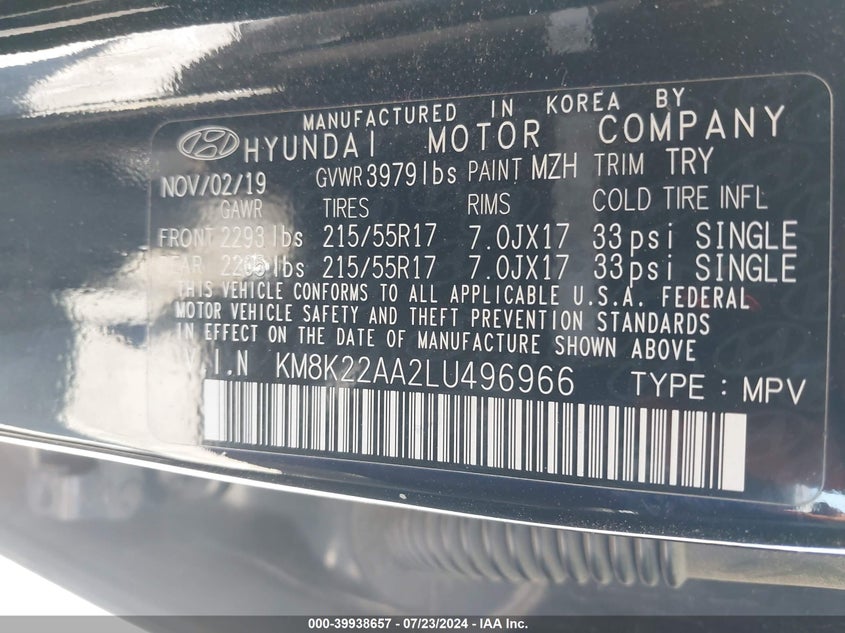 MANUFACTURED IN KOREA BY
HYUNDAI MOTOR COMPANY
NOV/02/19 GVWR 3979lbs PAINT MZH TRIM TRY
GAWR TIRES RIMS COLD TIRE INFL
FRONT 2293lbs 215/55R17 7.0JX17 33psi SINGLE
REAR lbs 215/55R17 7.0JX17 33psi SINGLE
THIS VEHICLE CONFORMS TO ALL APPLICABLE U.S.A. FEDERAL
MOTOR VEHICLE SAFETY AND THEFT PREVENTION STANDARDS
IN EFFECT ON THE DATE OF MANUFACTURE SHOWN ABOVE
V.I.N KM8K22AA2LU496966 TYPE : MPV
000-39938657 - 07/23/2024 - IAA Inc.